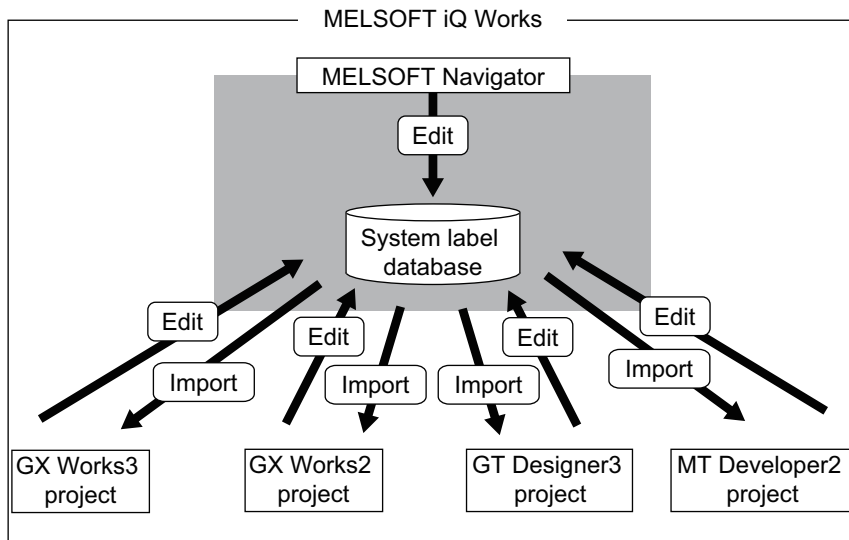 MELSOFT iQ Works
MELSOFT Navigator
Edit
System label
database
Edit
Import
Edit
Import
Import
Edit
Import
Edit
GX Works3
project
GX Works2
project
GT Designer3
project
MT Developer2
project